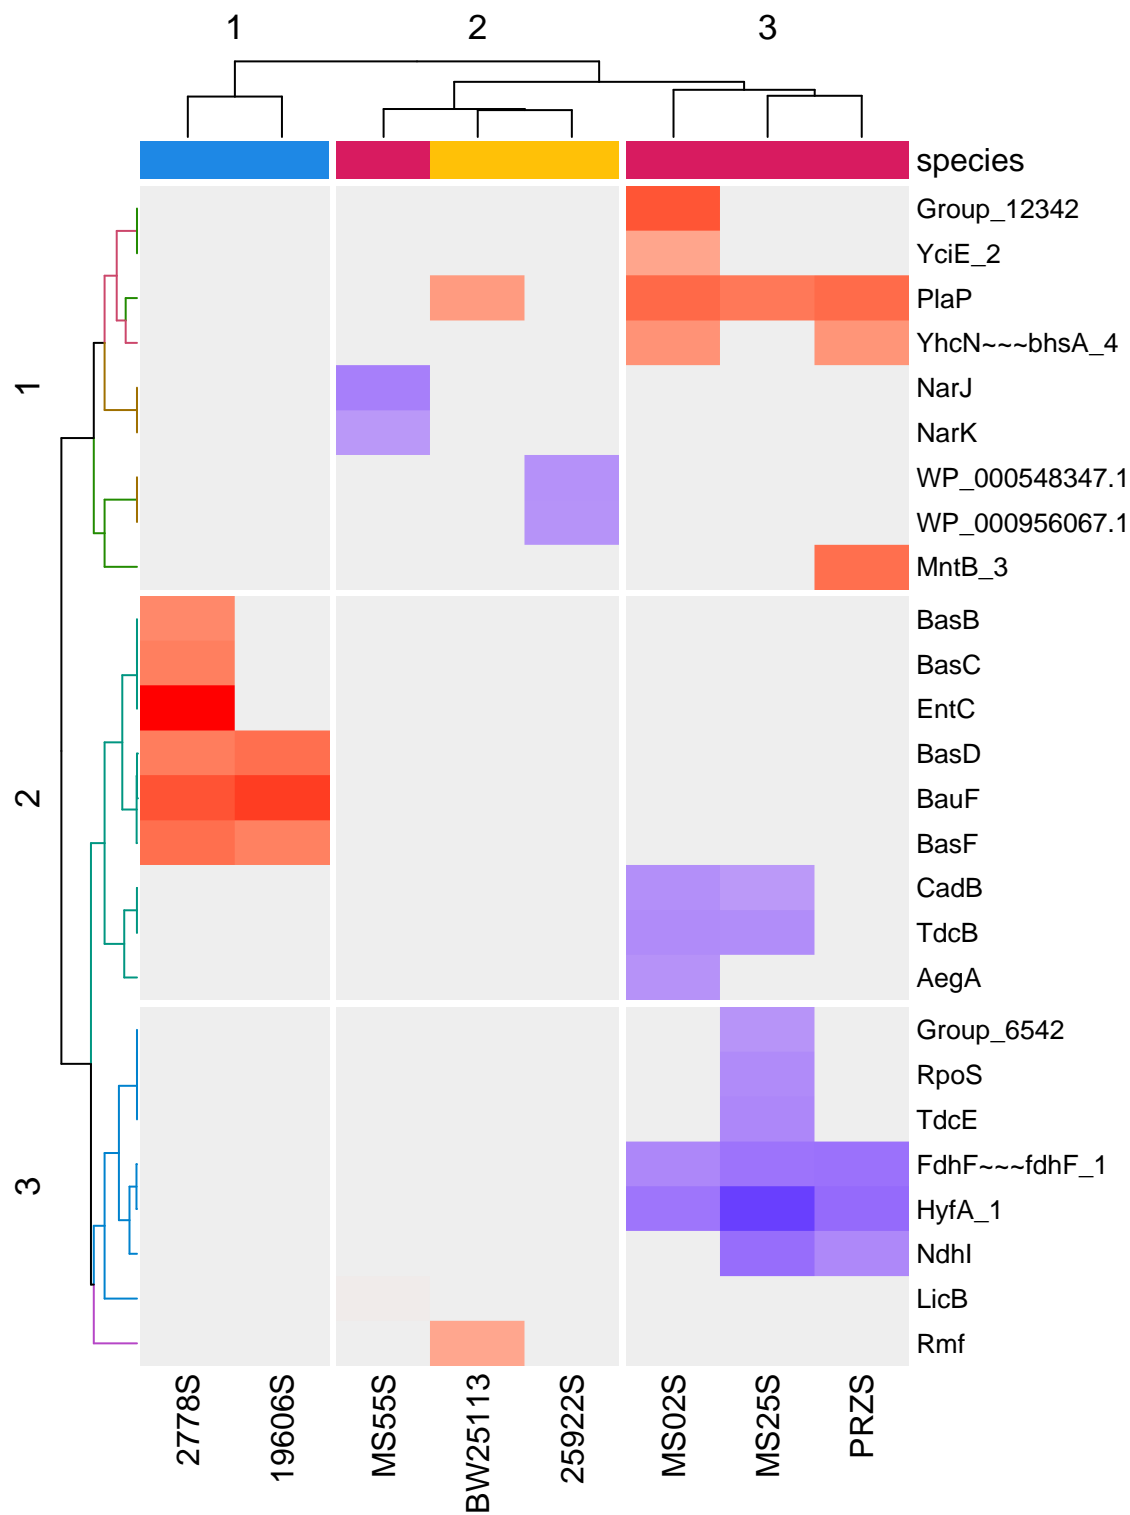 1 2 3
species
1
Group_12342
YciE_2
PlaP
YhcN~~~bhsA_4
NarJ
NarK
WP_000548347.1
WP_000956067.1
MntB_3
2
BasB
BasC
EntC
BasD
BauF
BasF
CadB
TdcB
AegA
3
Group_6542
RpoS
TdcE
FdhF~~~fdhF_1
HyfA_1
NdhI
LicB
Rmf
27778S
19606S
MS55S
BW25113
25922S
MS02S
MS25S
PRZS